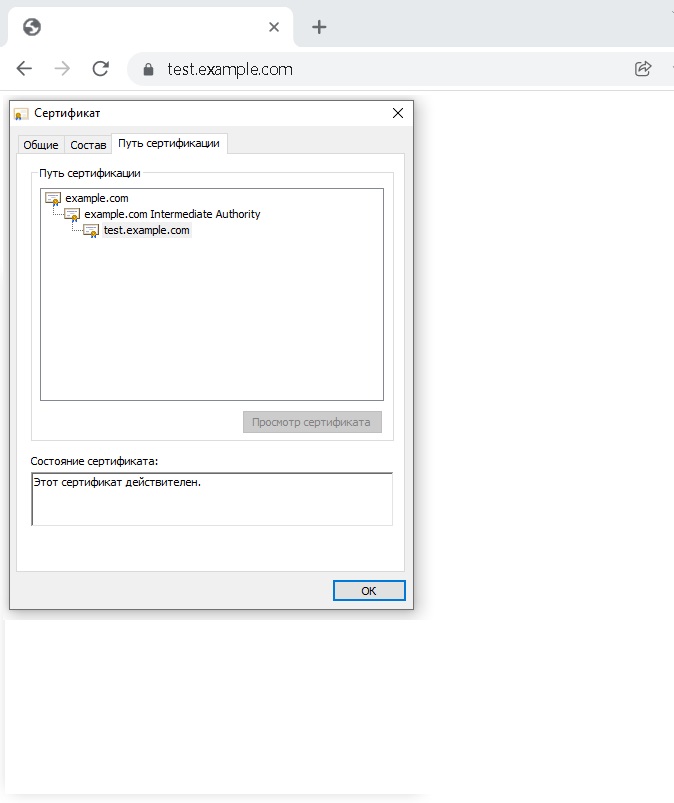 test.example.com
Сертификат
Общие Состав Путь сертификации
Путь сертификации
example.com
example.com Intermediate Authority
test.example.com
Просмотр сертификата
Состояние сертификата:
Этот сертификат действителен.
OK